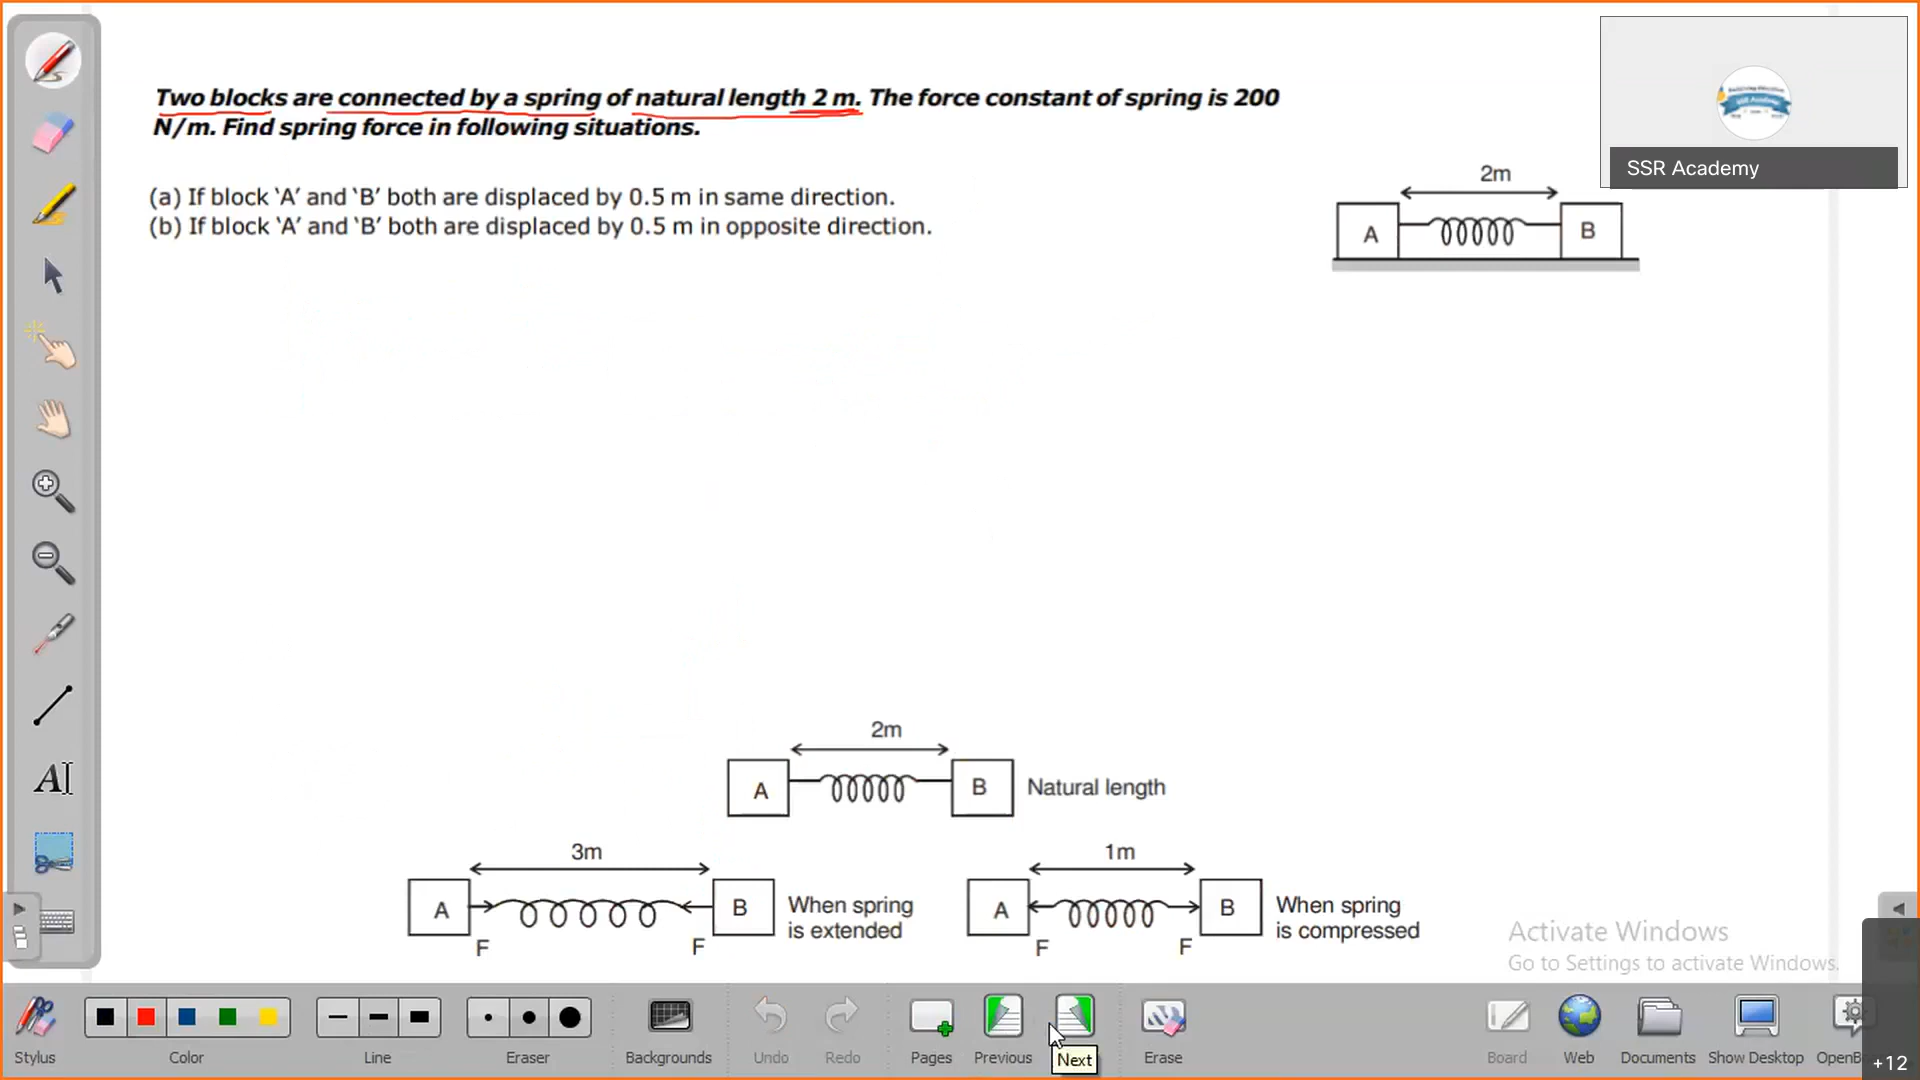 Two blocks are connected by a spring of natural length 2 m. The force constant of spring is 200
N/m. Find spring force in following situations.
SSR Academy
(a) If block ‘A’ and ‘B’ both are displaced by 0.5 m in same direction.
(b) If block ‘A’ and ‘B’ both are displaced by 0.5 m in opposite direction.
2m
A B
2m
A B Natural length
3m
A B When spring
is extended
F F
1m
A B When spring
is compressed
F F
Activate Windows
Go to Settings to activate Windows.
A
Stylus Color Line Eraser Backgrounds Undo Redo Pages Previous Next Erase Board Web Documents Show Desktop OpenB
+12